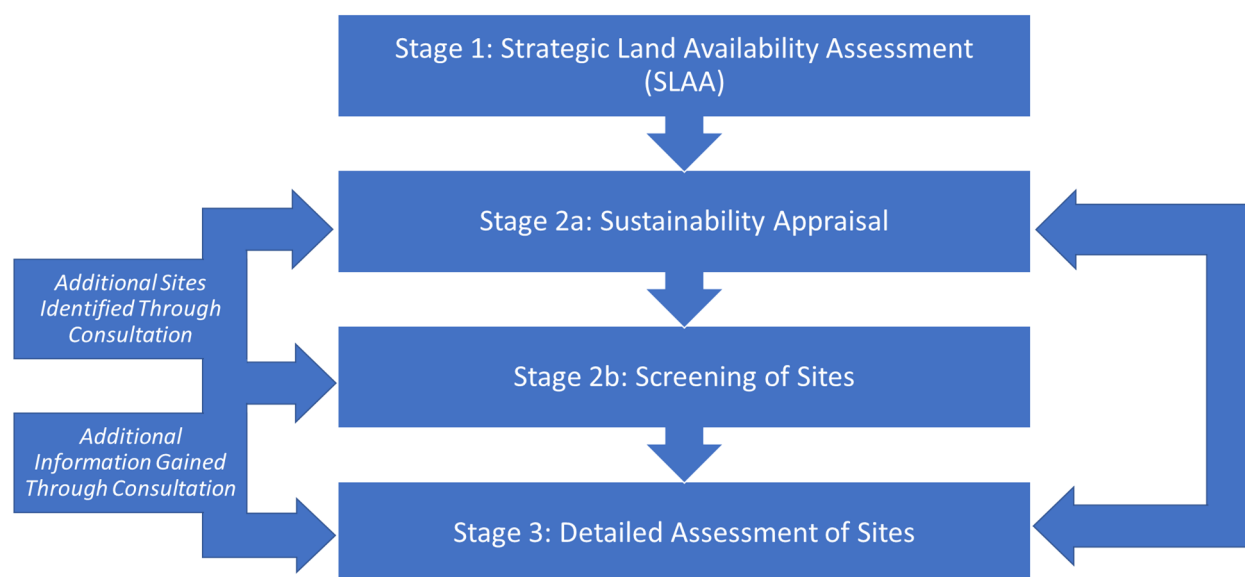 Stage 1: Strategic Land Availability Assessment
(SLAA)
Stage 2a: Sustainability Appraisal
Additional Sites
Identified Through
Consultation
Stage 2b: Screening of Sites
Additional
Information Gained
Through Consultation
Stage 3: Detailed Assessment of Sites